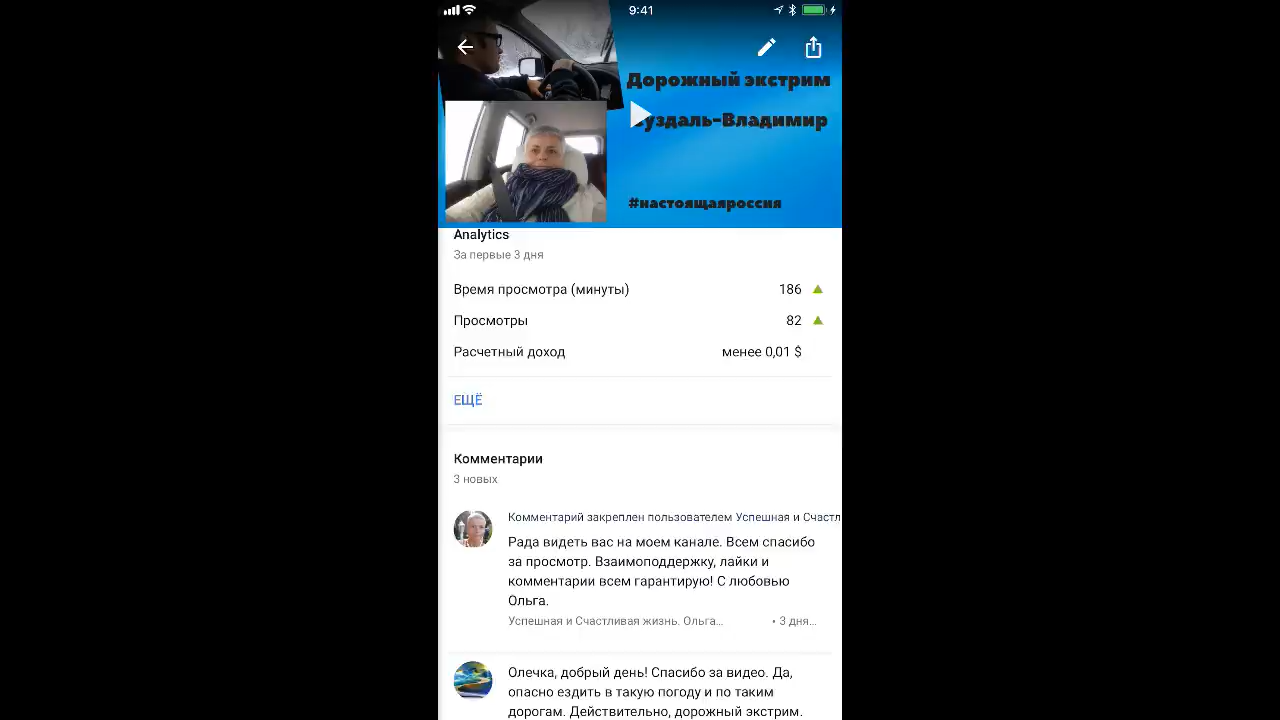 9:41
Дорожный экстрим
Суздаль-Владимир
#настоящаяроссия
Analytics
За первые 3 дня
Время просмотра (минуты) 186
Просмотры 82
Расчетный доход менее 0,01 $
ЕЩЁ
Комментарии
3 новых
Комментарий закреплен пользователем Успешная и Счастл
Рада видеть вас на моем канале. Всем спасибо
за просмотр. Взаимоподдержку, лайки и
комментарии всем гарантирую! С любовью
Ольга.
Успешная и Счастливая жизнь. Ольга... • 3 дня...
Олечка, добрый день! Спасибо за видео. Да,
опасно ездить в такую погоду и по таким
дорогам. Действительно, дорожный экстрим.